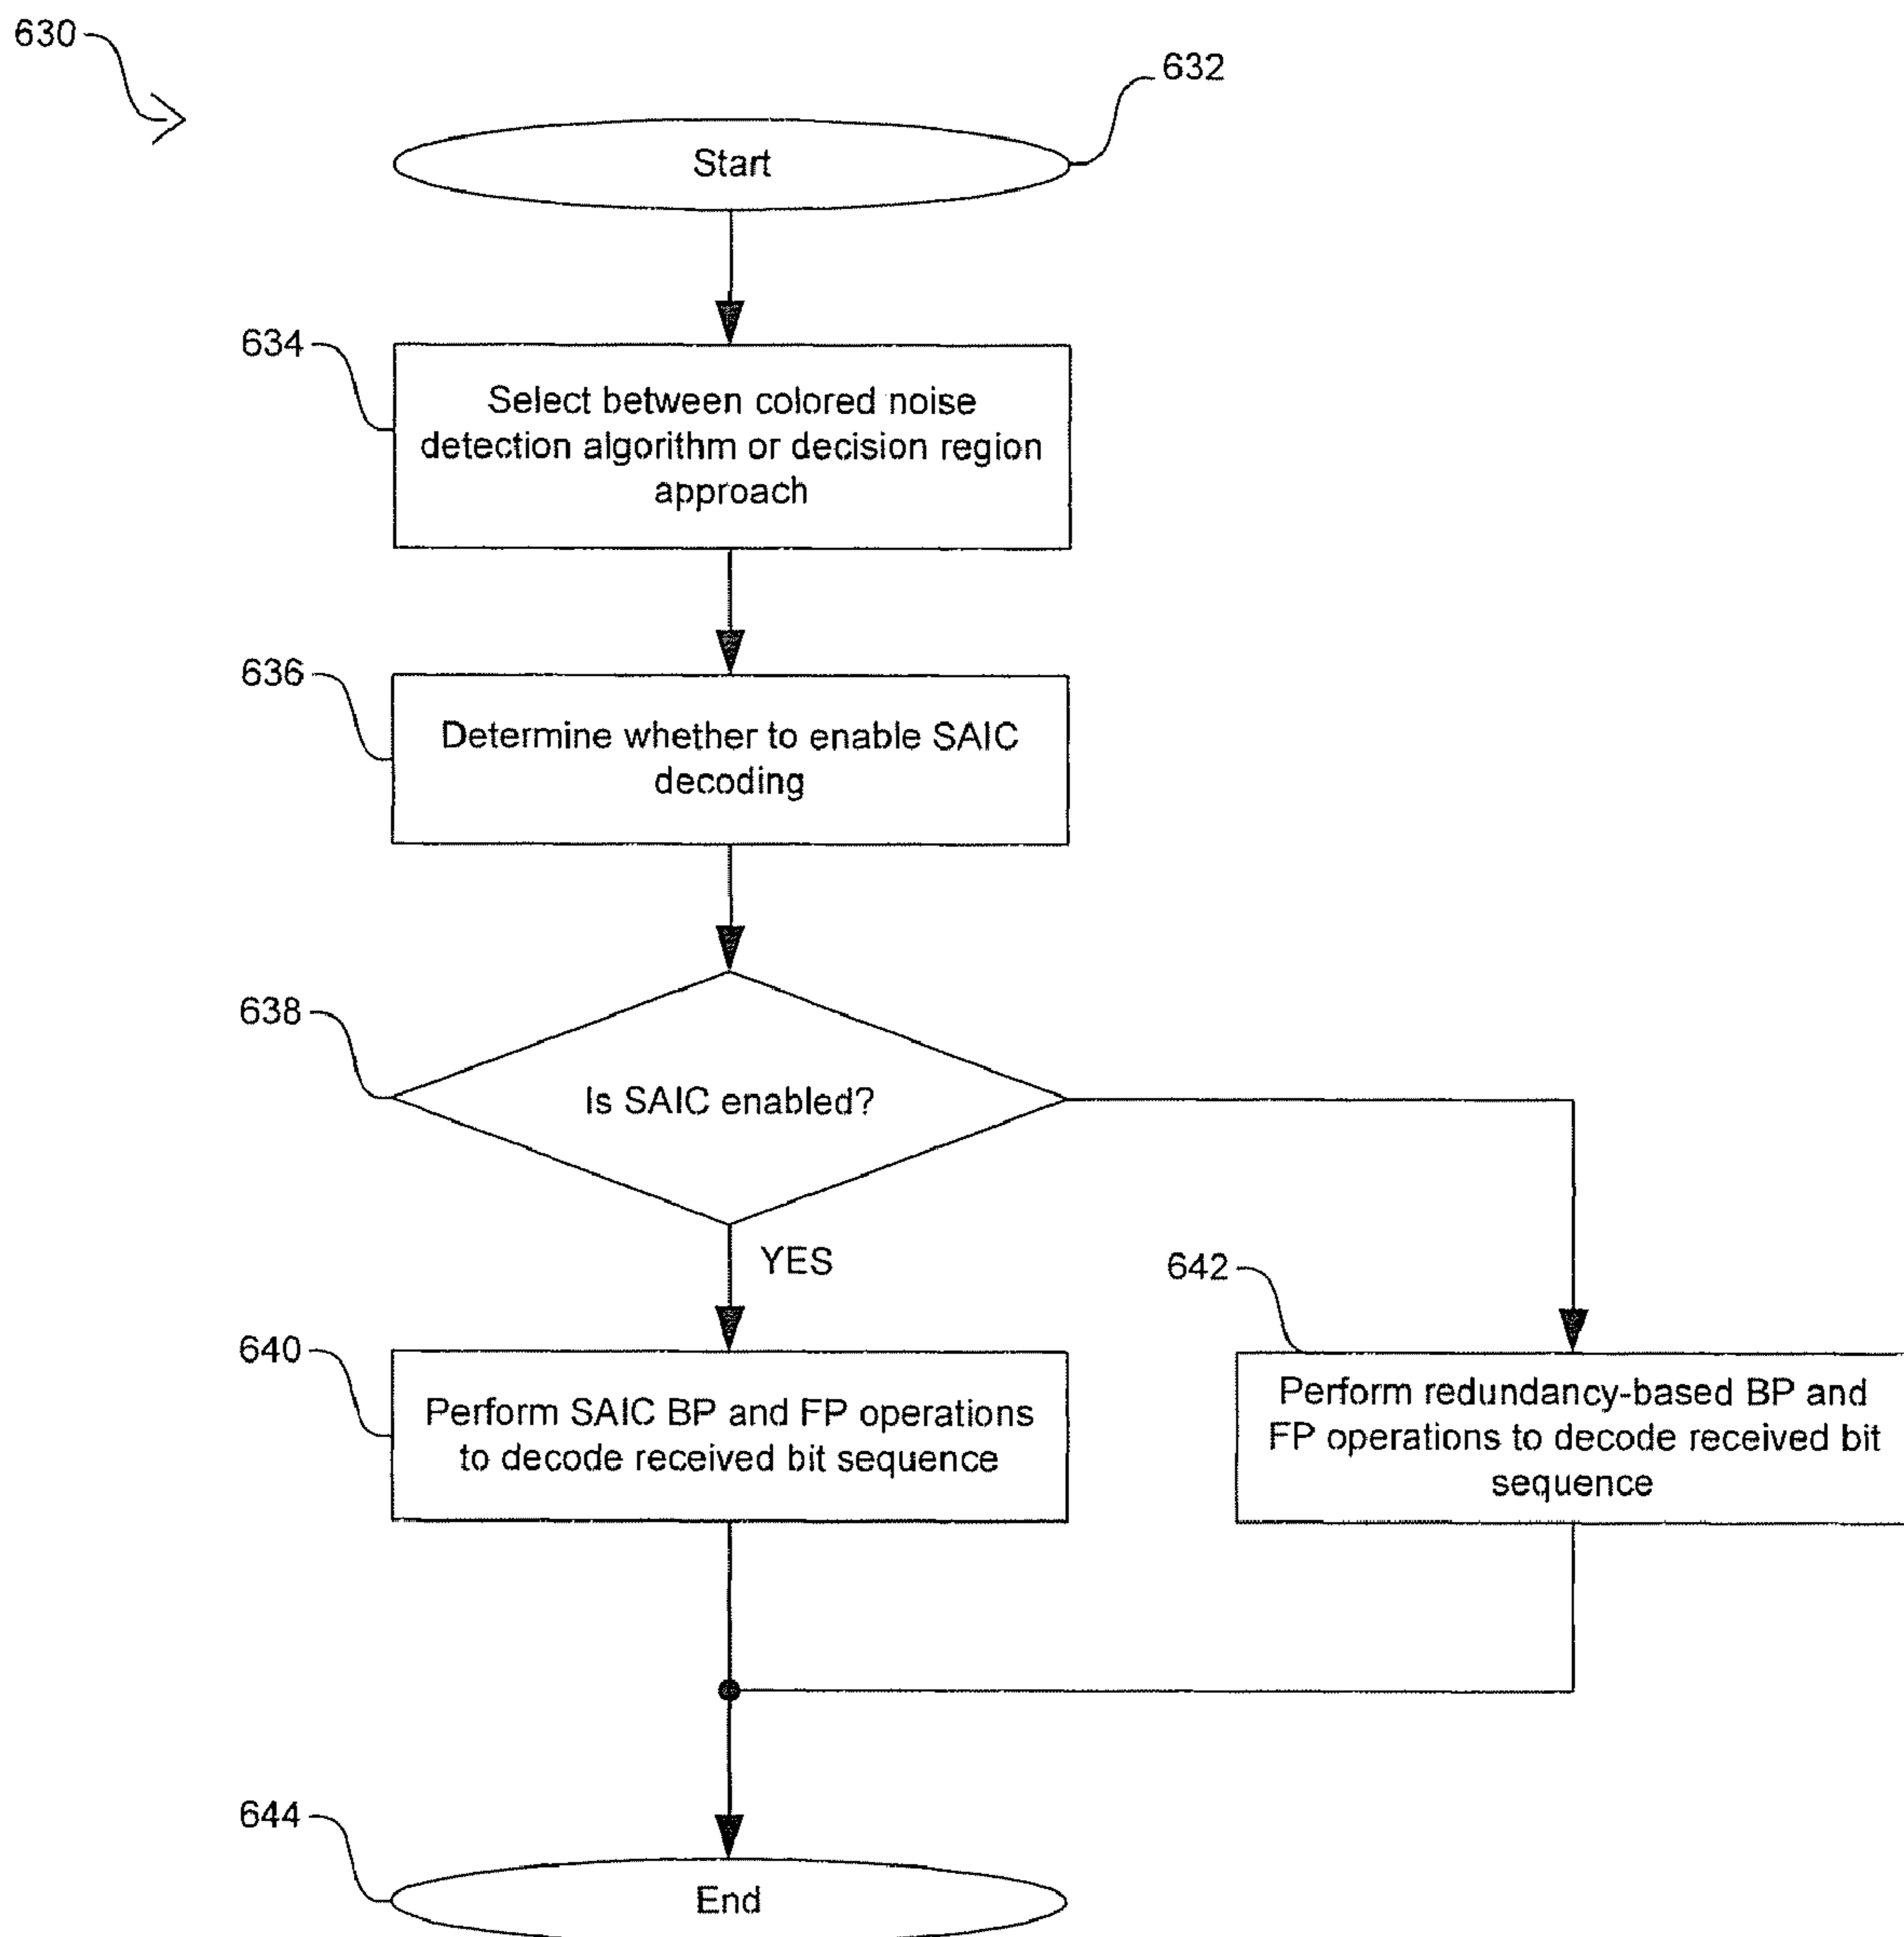 630
632
Start
634
Select between colored noise
detection algorithm or decision region
approach
636
Determine whether to enable SAIC
decoding
638
Is SAIC enabled?
YES
640
Perform SAIC BP and FP operations
to decode received bit sequence
642
Perform redundancy-based BP and
FP operations to decode received bit
sequence
644
End